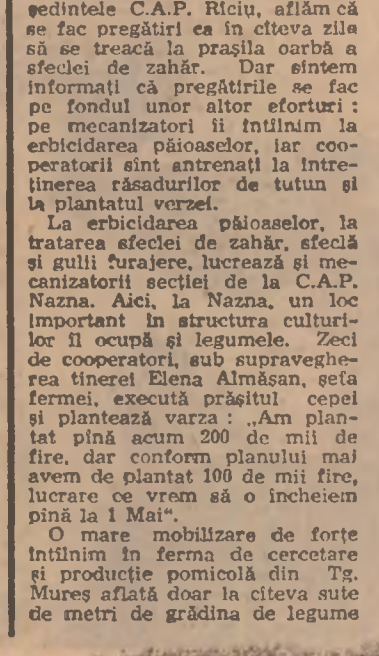 ședintele C.A.P. Rîciu, aflăm că
se fac pregătiri ca în cîteva zile
să se treacă la prașila oarbă a
sfeclei de zahăr. Dar sîntem
informați că pregătirile se fac
pe fondul unor altor eforturi :
pe mecanizatori îi întîlnim la
erbicidarea păioaselor, iar coo-
peratorii sînt antrenați la între-
ținerea răsadurilor de tutun și
la plantatul verzei.
La erbicidarea păioaselor, la
tratarea sfeclei de zahăr, sfeclă
și gulii furajere, lucrează și me-
canizatorii secției de la C.A.P.
Nazna. Aici, la Nazna, un loc
important în structura culturi-
lor îl ocupă și legumele. Zeci
de cooperatori, sub supraveghe-
rea tinerei Elena Almășan, șefa
fermei, execută prășitul cepei
și plantează varza : „Am plan-
tat pînă acum 200 de mii de
fire, dar conform planului mai
avem de plantat 100 de mii fire,
lucrare ce vrem să o încheiem
pînă la 1 Mai“.
O mare mobilizare de forțe
întîlnim în ferma de cercetare
și producție pomicolă din Tg.
Mureș aflată doar la cîteva sute
de metri de grădina de legume